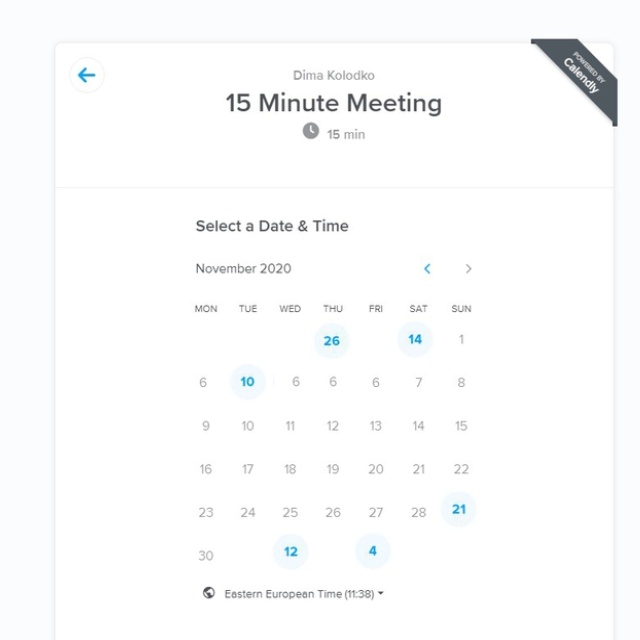 POWERED BY
Calendly
Dima Kolodko
15 Minute Meeting
15 min
Select a Date & Time
November 2020
MON TUE WED THU FRI SAT SUN
26 14 1
6 10 6 6 6 7 8
9 10 11 12 13 14 15
16 17 18 19 20 21 22
23 24 25 26 27 28 21
30 12 4
Eastern European Time (11:38)